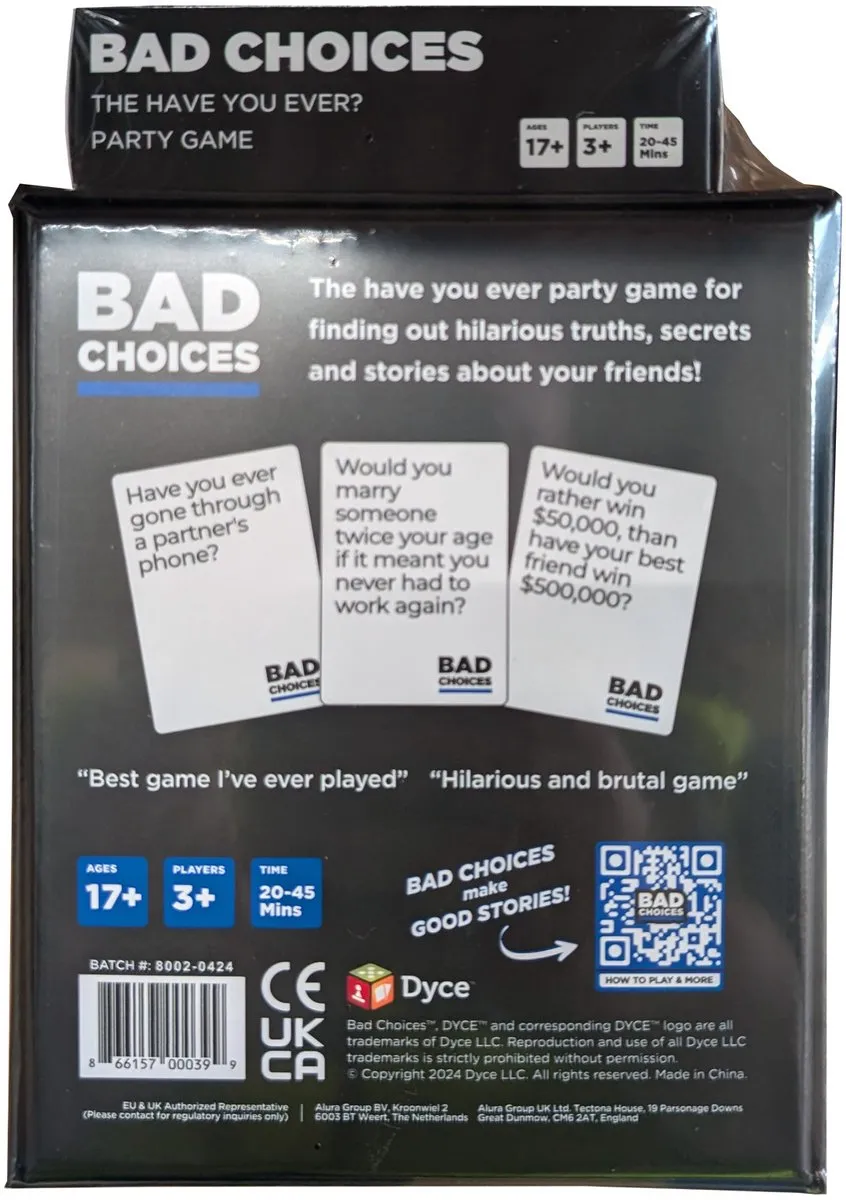 BAD CHOICES
THE HAVE YOU EVER?
PARTY GAME
AGES
17+
PLAYERS
3+
TIME
20-45
Mins
BAD
CHOICES
The have you ever party game for
finding out hilarious truths, secrets
and stories about your friends!
Have you ever
gone through
a partner's
phone?
BAD
CHOICES
Would you
marry
someone
twice your age
if it meant you
never had to
work again?
BAD
CHOICES
Would you
rather win
$50,000, than
have your best
friend win
$500,000?
BAD
CHOICES
“Best game I’ve ever played” “Hilarious and brutal game”
AGES
17+
PLAYERS
3+
TIME
20-45
Mins
BAD CHOICES
make
GOOD STORIES!
BAD
CHOICES
HOW TO PLAY & MORE
BATCH #: 8002-0424
8 66157 00039 9
CE
UK
CA
Dyce™
Bad Choices™, DYCE™ and corresponding DYCE™ logo are all
trademarks of Dyce LLC. Reproduction and use of all Dyce LLC
trademarks is strictly prohibited without permission.
© Copyright 2024 Dyce LLC. All rights reserved. Made in China.
EU & UK Authorized Representative
(Please contact for regulatory inquiries only)
Alura Group BV, Kroonwiel 2
6003 BT Weert, The Netherlands
Alura Group UK Ltd. Tectona House, 19 Parsonage Downs
Great Dunmow, CM6 2AT, England